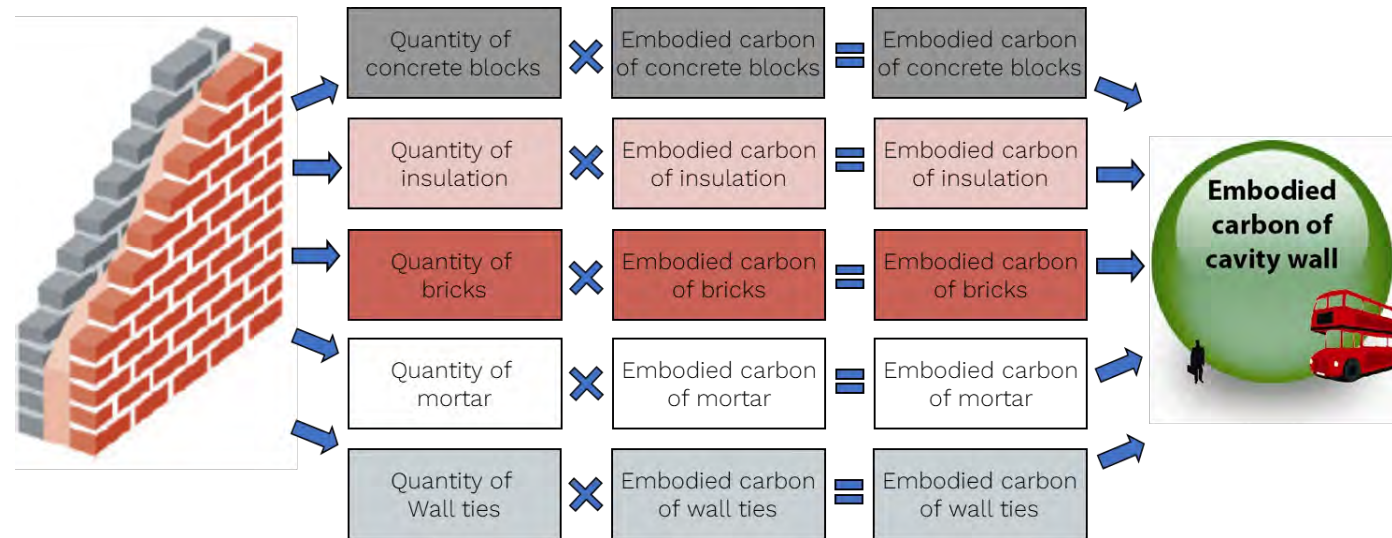 Quantity of
concrete blocks
Embodied carbon
of concrete blocks
Embodied carbon
of concrete blocks
Quantity of
insulation
Embodied carbon
of insulation
Embodied carbon
of insulation
Quantity of
bricks
Embodied carbon
of bricks
Embodied carbon
of bricks
Quantity of
mortar
Embodied carbon
of mortar
Embodied carbon
of mortar
Quantity of
Wall ties
Embodied carbon
of wall ties
Embodied carbon
of wall ties
Embodied
carbon of
cavity wall